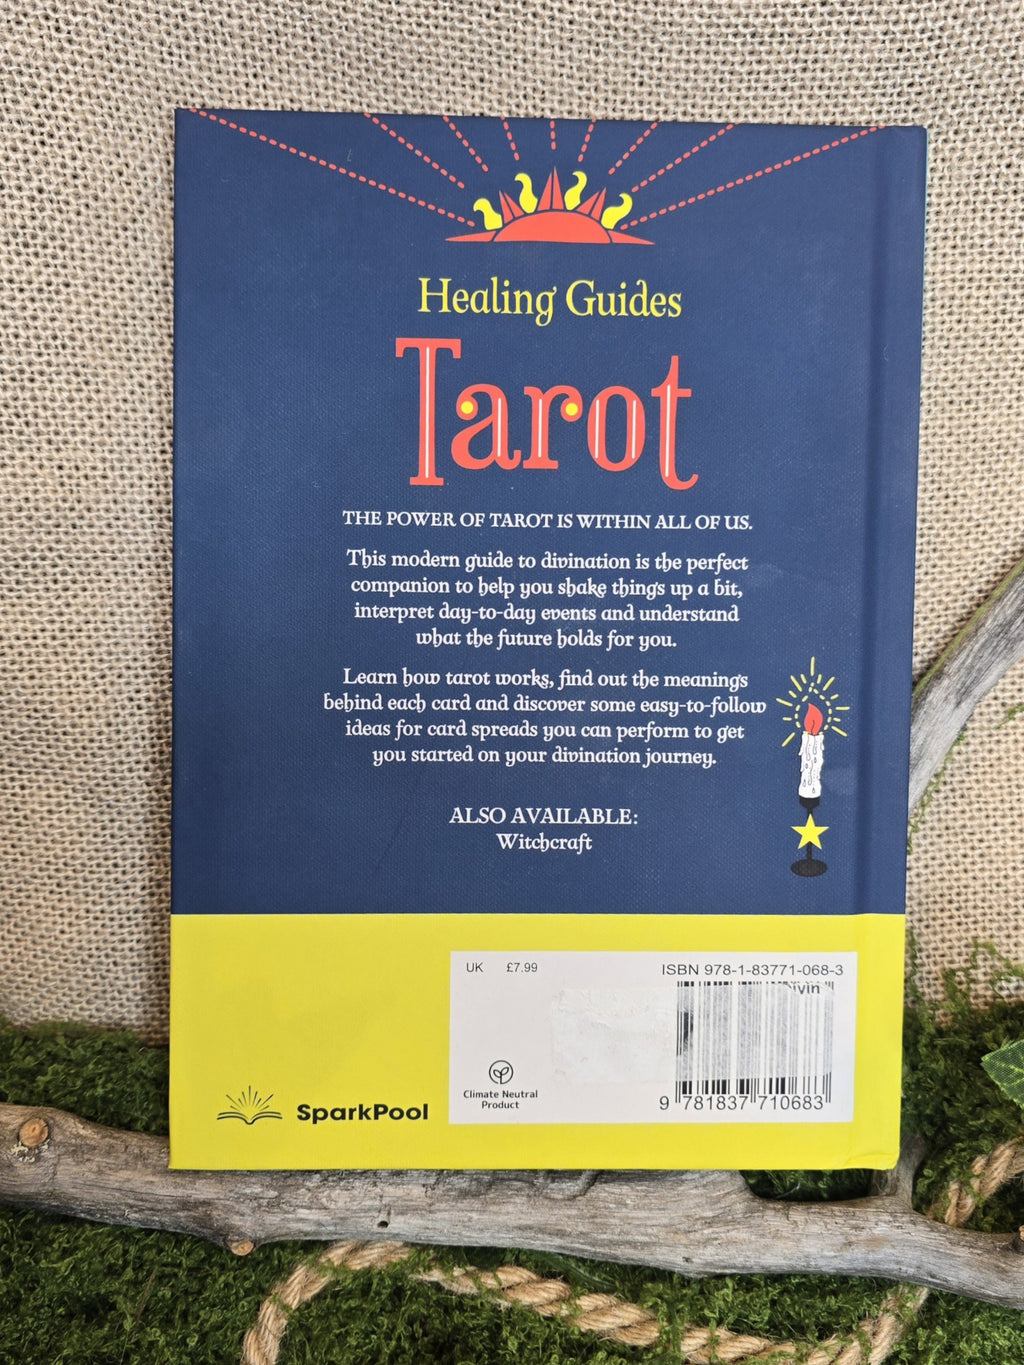 Healing Guides
Tarot
THE POWER OF TAROT IS WITHIN ALL OF US.
This modern guide to divination is the perfect
companion to help you shake things up a bit,
interpret day-to-day events and understand
what the future holds for you.
Learn how tarot works, find out the meanings
behind each card and discover some easy-to-follow
ideas for card spreads you can perform to get
you started on your divination journey.
ALSO AVAILABLE:
Witchcraft
UK £7.99
ISBN 978-1-83771-068-3
Climate Neutral
Product
9 781837 710683
SparkPool